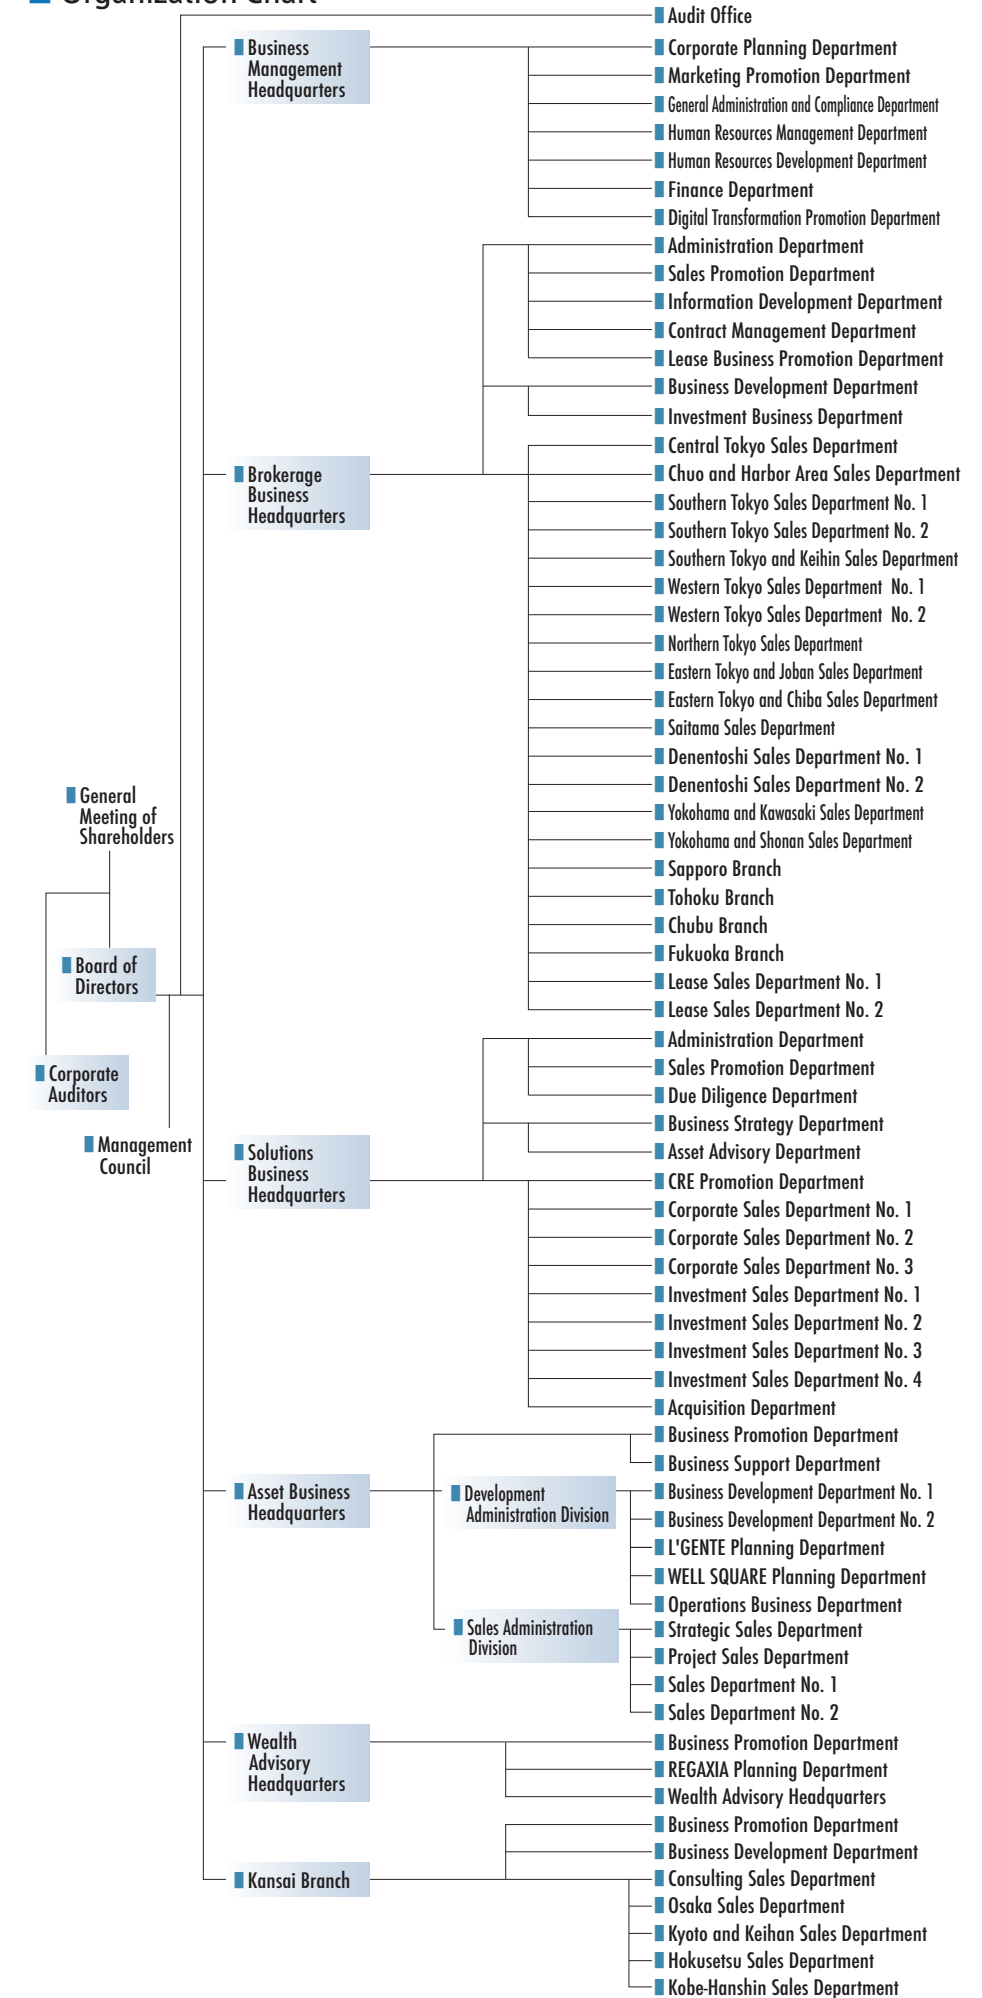 Organization Chart
Audit Office
Business
Management
Headquarters
Corporate Planning Department
Marketing Promotion Department
General Administration and Compliance Department
Human Resources Management Department
Human Resources Development Department
Finance Department
Digital Transformation Promotion Department
Administration Department
Sales Promotion Department
Information Development Department
Contract Management Department
Lease Business Promotion Department
Business Development Department
Investment Business Department
Brokerage
Business
Headquarters
Central Tokyo Sales Department
Chuo and Harbor Area Sales Department
Southern Tokyo Sales Department No. 1
Southern Tokyo Sales Department No. 2
Southern Tokyo and Keihin Sales Department
Western Tokyo Sales Department No. 1
Western Tokyo Sales Department No. 2
Northern Tokyo Sales Department
Eastern Tokyo and Joban Sales Department
Eastern Tokyo and Chiba Sales Department
Saitama Sales Department
Denentoshi Sales Department No. 1
Denentoshi Sales Department No. 2
Yokohama and Kawasaki Sales Department
Yokohama and Shonan Sales Department
Sapporo Branch
Tohoku Branch
Chubu Branch
Fukuoka Branch
Lease Sales Department No. 1
Lease Sales Department No. 2
General
Meeting of
Shareholders
Board of
Directors
Corporate
Auditors
Management
Council
Solutions
Business
Headquarters
Administration Department
Sales Promotion Department
Due Diligence Department
Business Strategy Department
Asset Advisory Department
CRE Promotion Department
Corporate Sales Department No. 1
Corporate Sales Department No. 2
Corporate Sales Department No. 3
Investment Sales Department No. 1
Investment Sales Department No. 2
Investment Sales Department No. 3
Investment Sales Department No. 4
Acquisition Department
Asset Business
Headquarters
Business Promotion Department
Business Support Department
Development
Administration Division
Business Development Department No. 1
Business Development Department No. 2
L'GENTE Planning Department
WELL SQUARE Planning Department
Operations Business Department
Sales Administration
Division
Strategic Sales Department
Project Sales Department
Sales Department No. 1
Sales Department No. 2
Wealth
Advisory
Headquarters
Business Promotion Department
REGAXIA Planning Department
Wealth Advisory Headquarters
Kansai Branch
Business Promotion Department
Business Development Department
Consulting Sales Department
Osaka Sales Department
Kyoto and Keihan Sales Department
Hokusetsu Sales Department
Kobe-Hanshin Sales Department